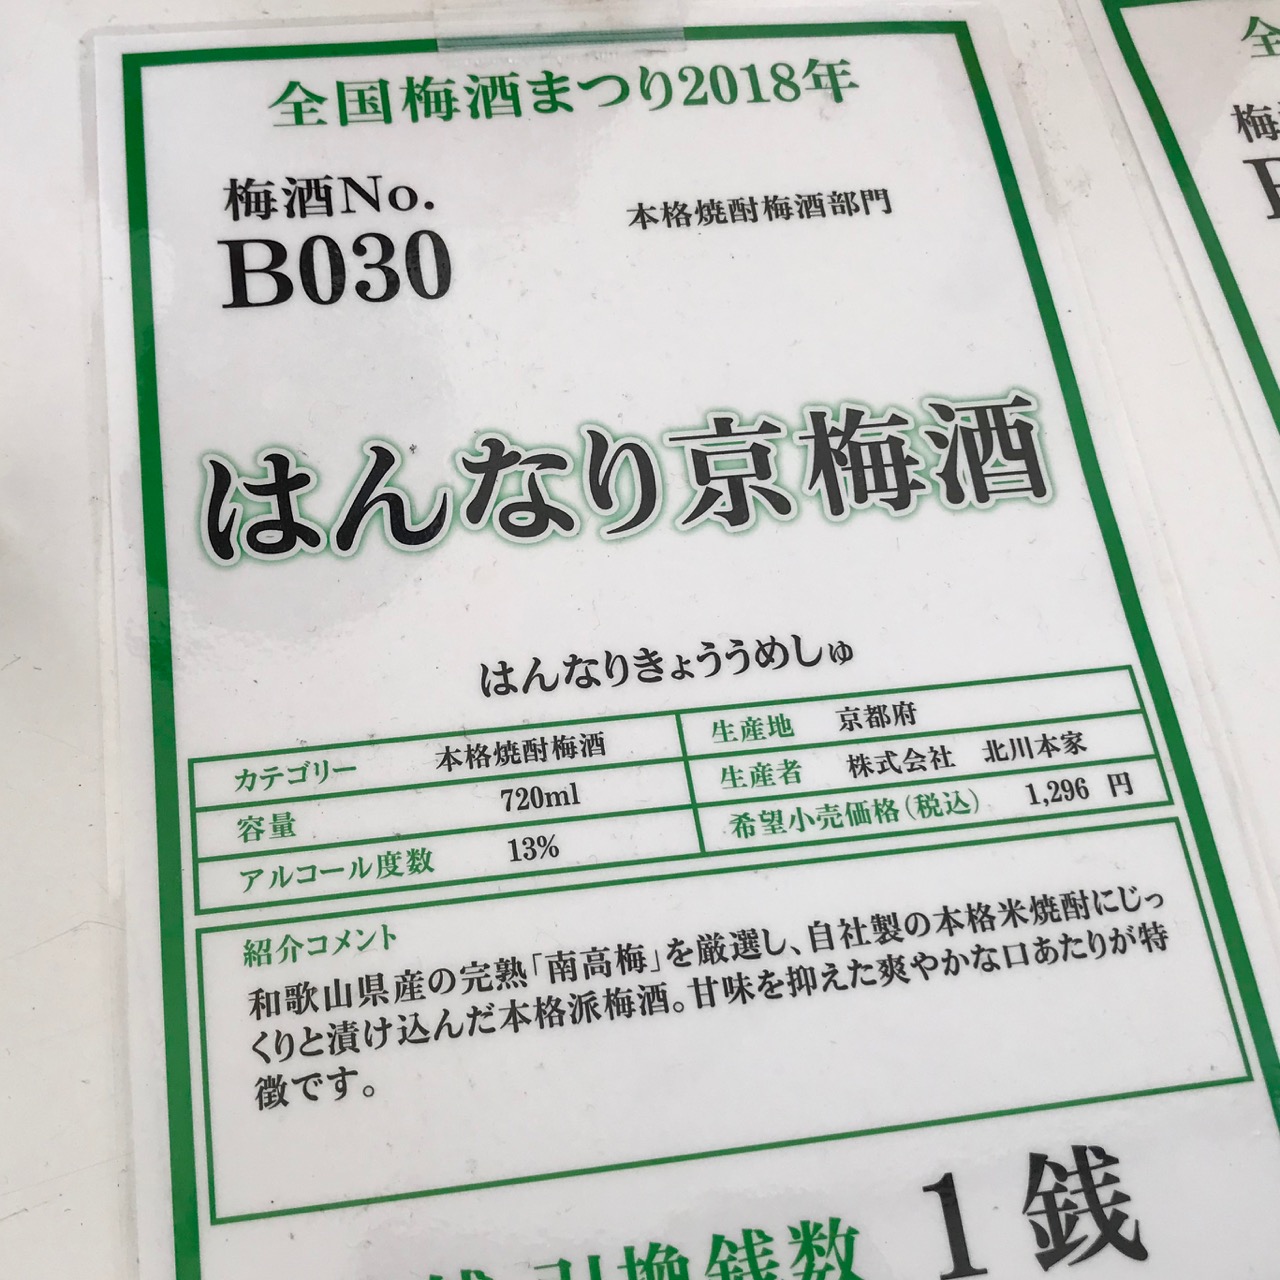 全国梅酒まつり2018年
梅酒No.
B030
本格焼酎梅酒部門
はんなり京梅酒
はんなりきょううめしゅ
カテゴリー 本格焼酎梅酒
容量 720ml
アルコール度数 13%
生産地 京都府
生産者 株式会社 北川本家
希望小売価格(税込) 1,296 円
紹介コメント
和歌山県産の完熟「南高梅」を厳選し、自社製の本格米焼酎にじっ
くりと漬け込んだ本格派梅酒。甘味を抑えた爽やかな口あたりが特
徴です。
引換銭数 1 銭
全
梅